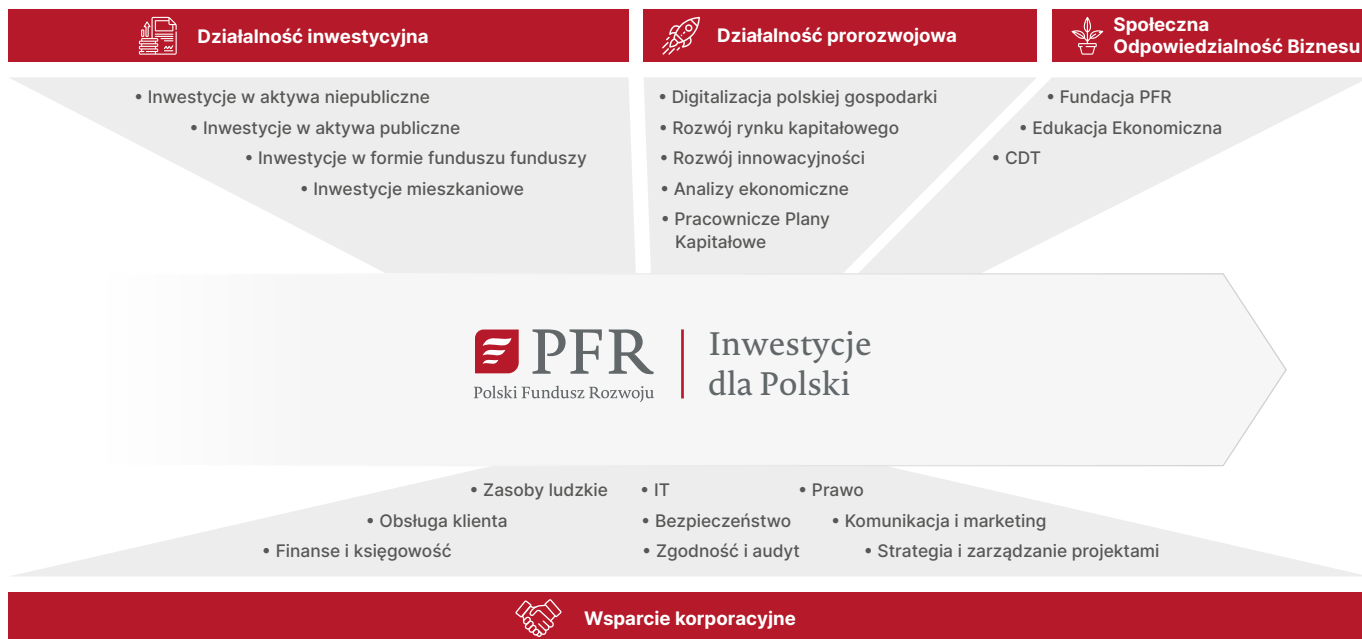 Działalność inwestycyjna
• Inwestycje w aktywa niepubliczne
• Inwestycje w aktywa publiczne
• Inwestycje w formie funduszu funduszy
• Inwestycje mieszkaniowe
Działalność prorozwojowa
• Digitalizacja polskiej gospodarki
• Rozwój rynku kapitałowego
• Rozwój innowacyjności
• Analizy ekonomiczne
• Pracownicze Plany
Kapitałowe
Społeczna
Odpowiedzialność Biznesu
• Fundacja PFR
• Edukacja Ekonomiczna
• CDT
PFR
Polski Fundusz Rozwoju
Inwestycje
dla Polski
• Zasoby ludzkie
• Obsługa klienta
• Finanse i księgowość
• IT
• Bezpieczeństwo
• Zgodność i audyt
• Prawo
• Komunikacja i marketing
• Strategia i zarządzanie projektami
Wsparcie korporacyjne